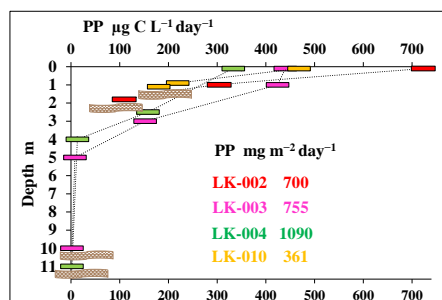 PP µg C L⁻¹ day⁻¹
0 100 200 300 400 500 600 700
0
1
2
3
4
5
6
7
8
9
10
11
Depth m
PP mg m⁻² day⁻¹
LK-002 700
LK-003 755
LK-004 1090
LK-010 361
0 100 200 300 400 500 600 700